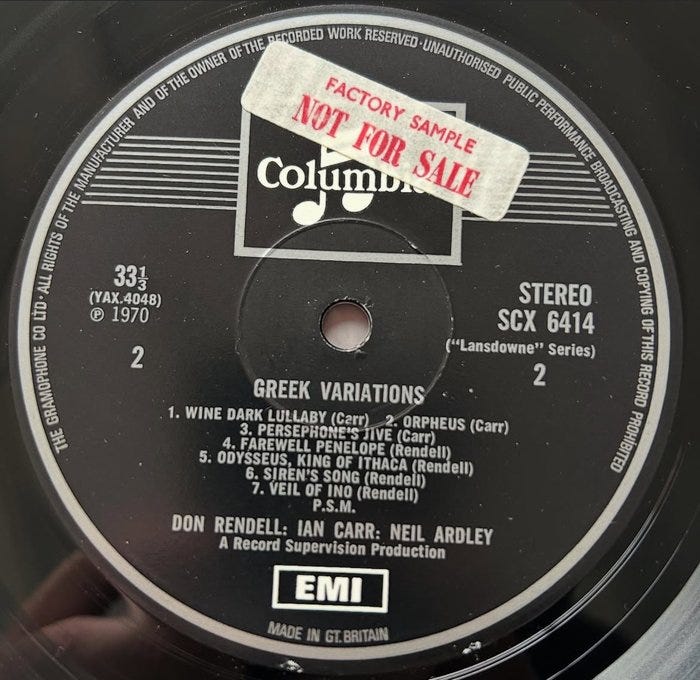 THE GRAMOPHONE CO LTD · ALL RIGHTS OF THE MANUFACTURER AND OF THE OWNER OF THE RECORDED WORK RESERVED · UNAUTHORISED PUBLIC PERFORMANCE BROADCASTING AND COPYING OF THIS RECORD PROHIBITED
FACTORY SAMPLE
NOT FOR SALE
33⅓
(YAX.4048)
℗ 1970
2
STEREO
SCX 6414
("Lansdowne" Series)
2
GREEK VARIATIONS
1. WINE DARK LULLABY (Carr) 2. ORPHEUS (Carr)
3. PERSEPHONE'S JIVE (Carr)
4. FAREWELL PENELOPE (Rendell)
5. ODYSSEUS, KING OF ITHACA (Rendell)
6. SIREN'S SONG (Rendell)
7. VEIL OF INO (Rendell)
P.S.M.
DON RENDELL: IAN CARR: NEIL ARDLEY
A Record Supervision Production
EMI
MADE IN GT. BRITAIN